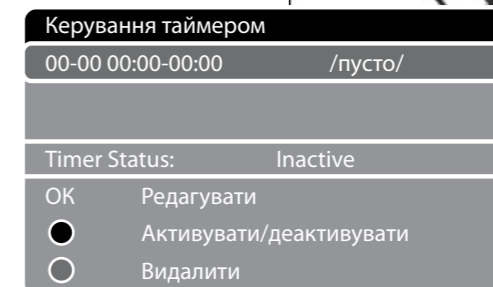 Керування таймером
00-00 00:00-00:00 /пусто/
Timer Status: Inactive
OK Редагувати
Активувати/деактивувати
Видалити